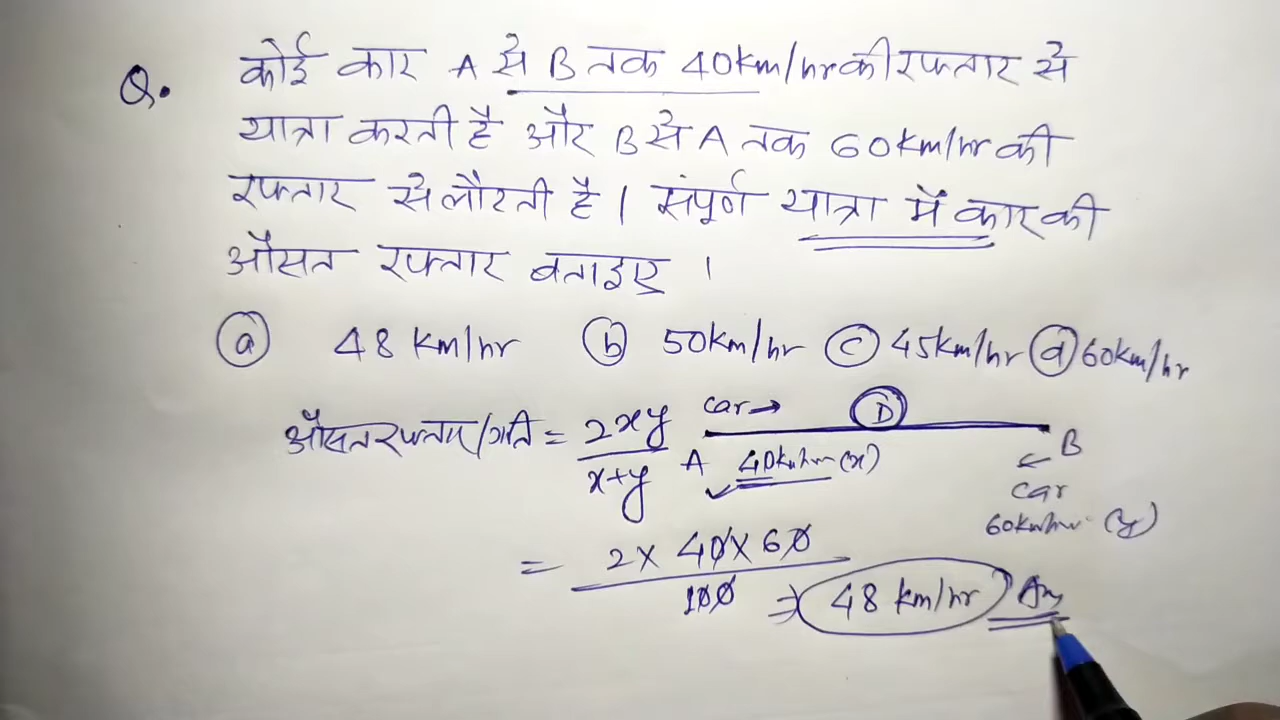 Q. कोई कार A से B तक 40km/hr की रफ्तार से
यात्रा करती है और B से A तक 60km/hr की
रफ्तार से लौटती है । संपूर्ण यात्रा में कार की
औसत रफ्तार बताइए ।
(a) 48 km/hr (b) 50km/hr (c) 45km/hr (d) 60km/hr
car→ D
औसत रफ्तार/गति = 2xy / x+y
A 40km/hr (x) ← B
car
60km/hr (y)
= 2 × 40 × 60 / 100 ⇒ 48 km/hr Ans